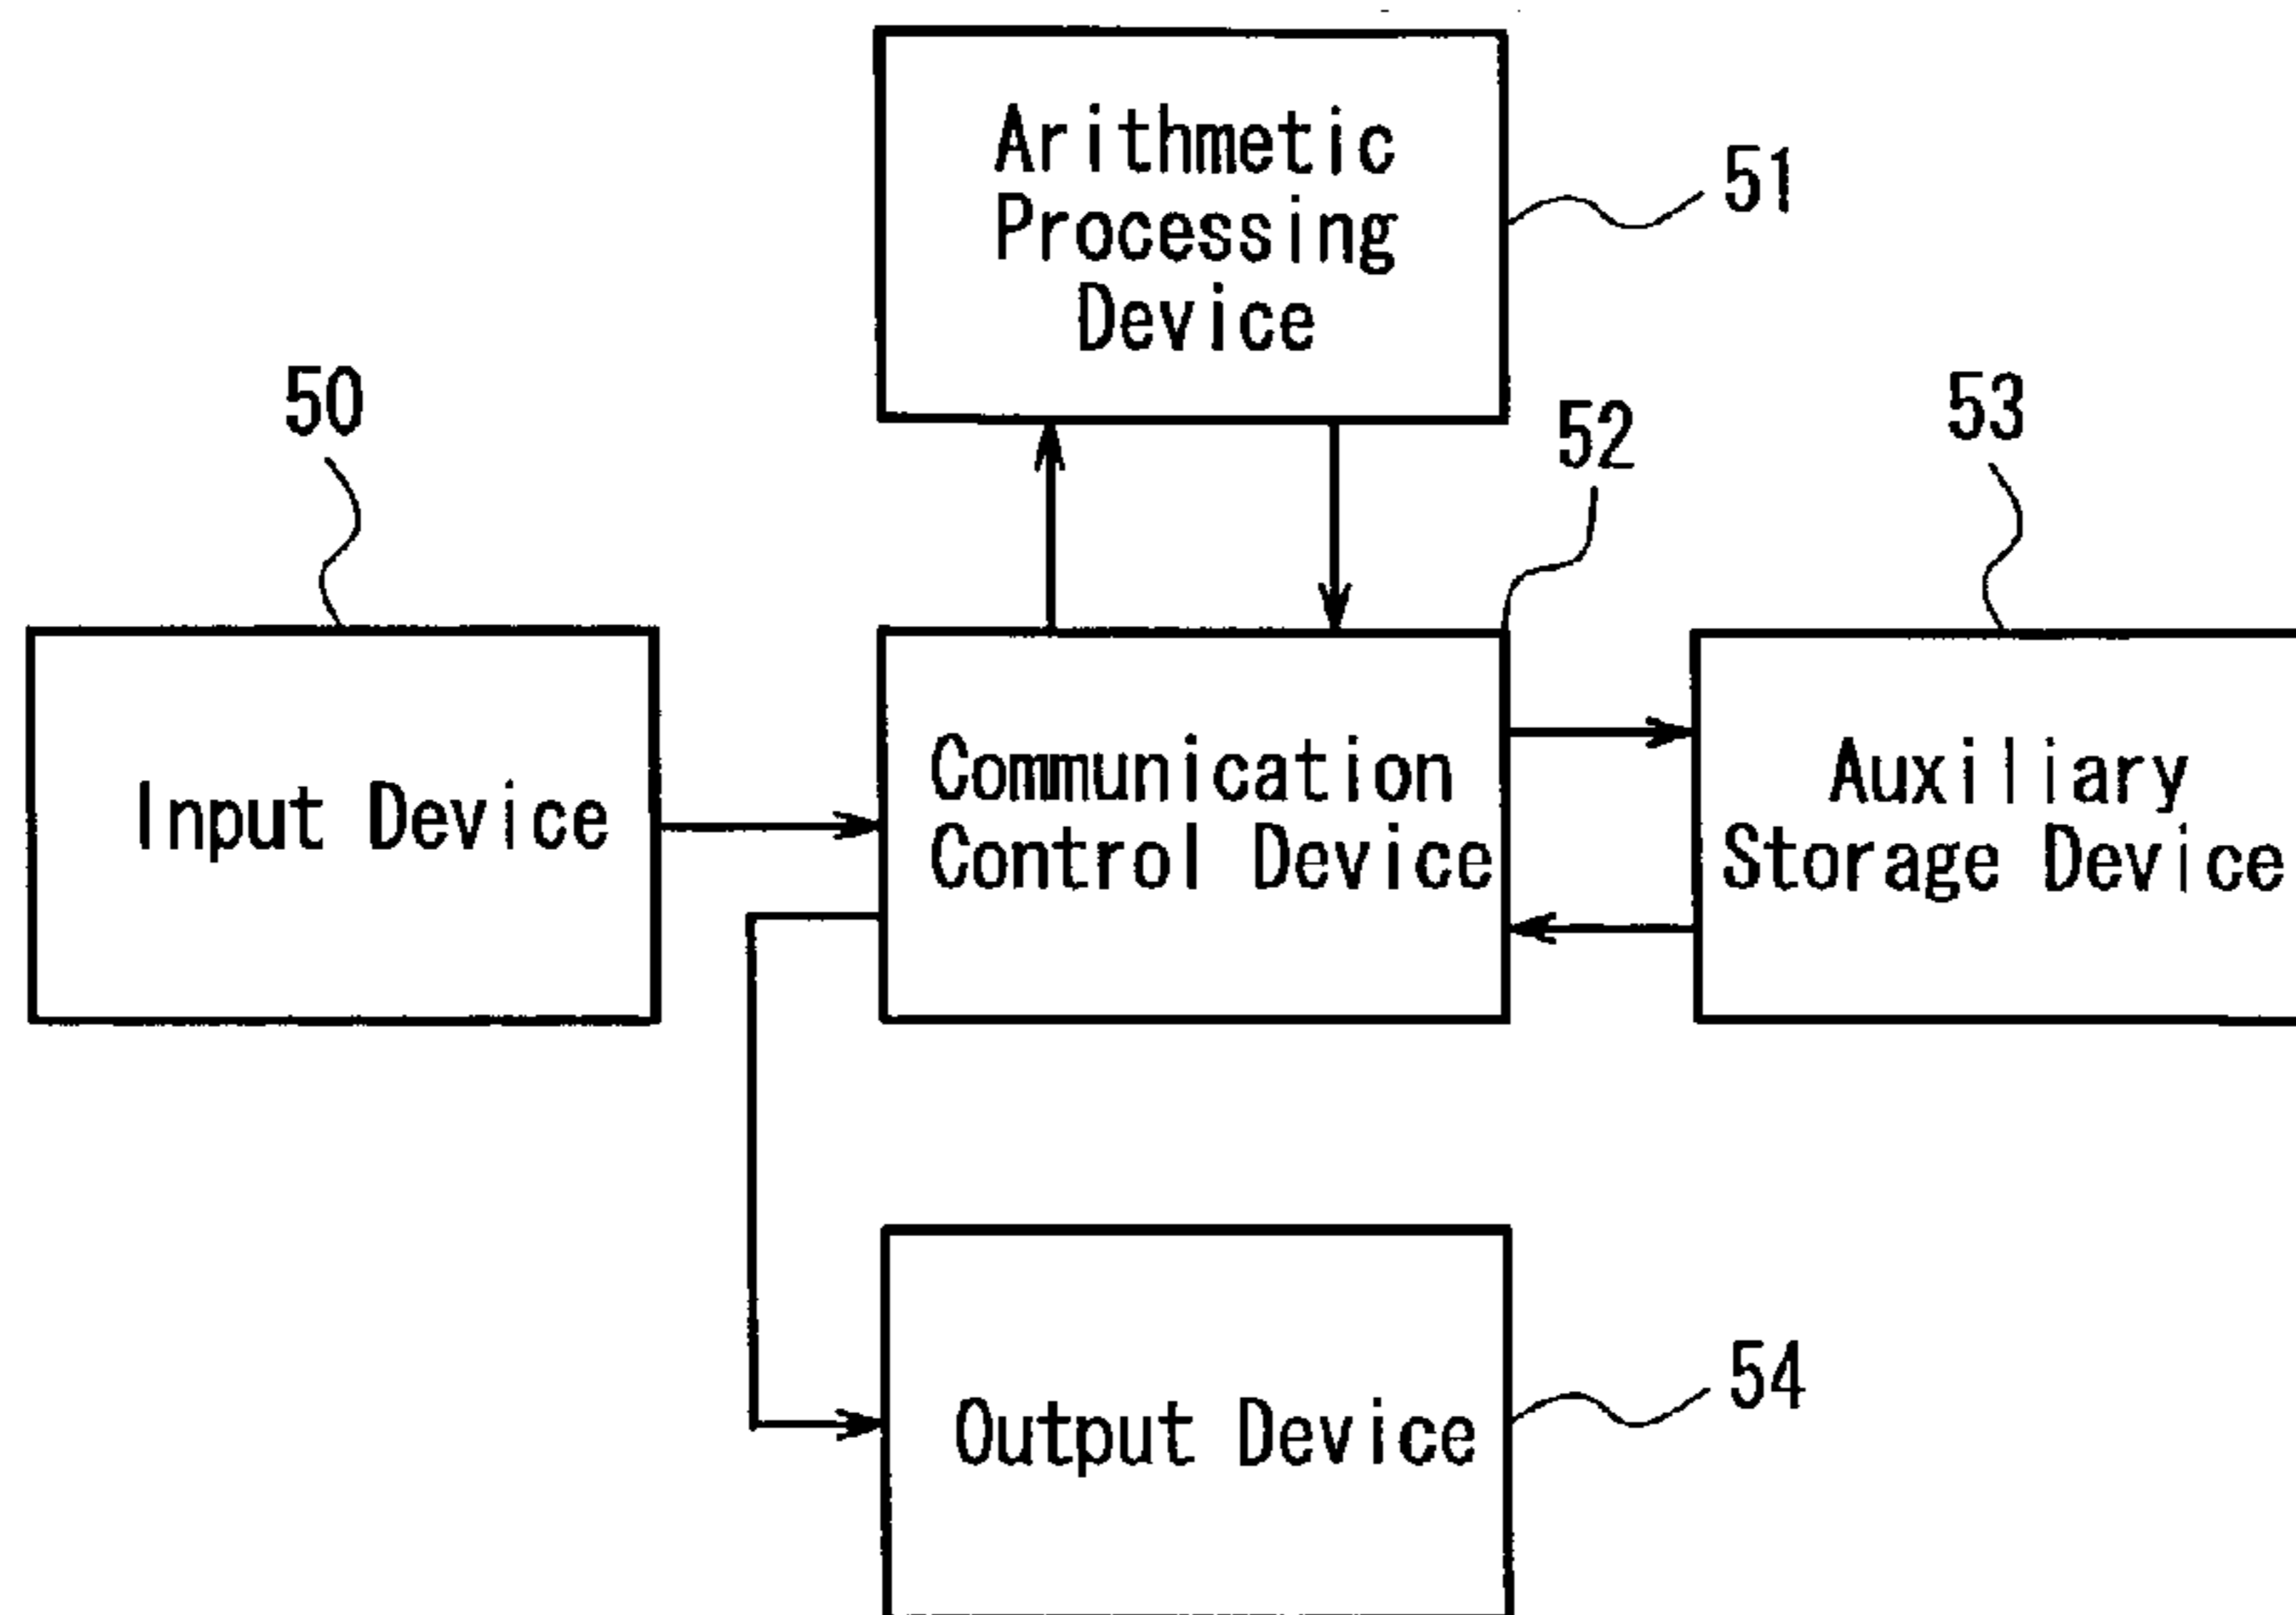 Arithmetic
Processing
Device
51
50
52
53
Input Device
Communication
Control Device
Auxiliary
Storage Device
Output Device
54